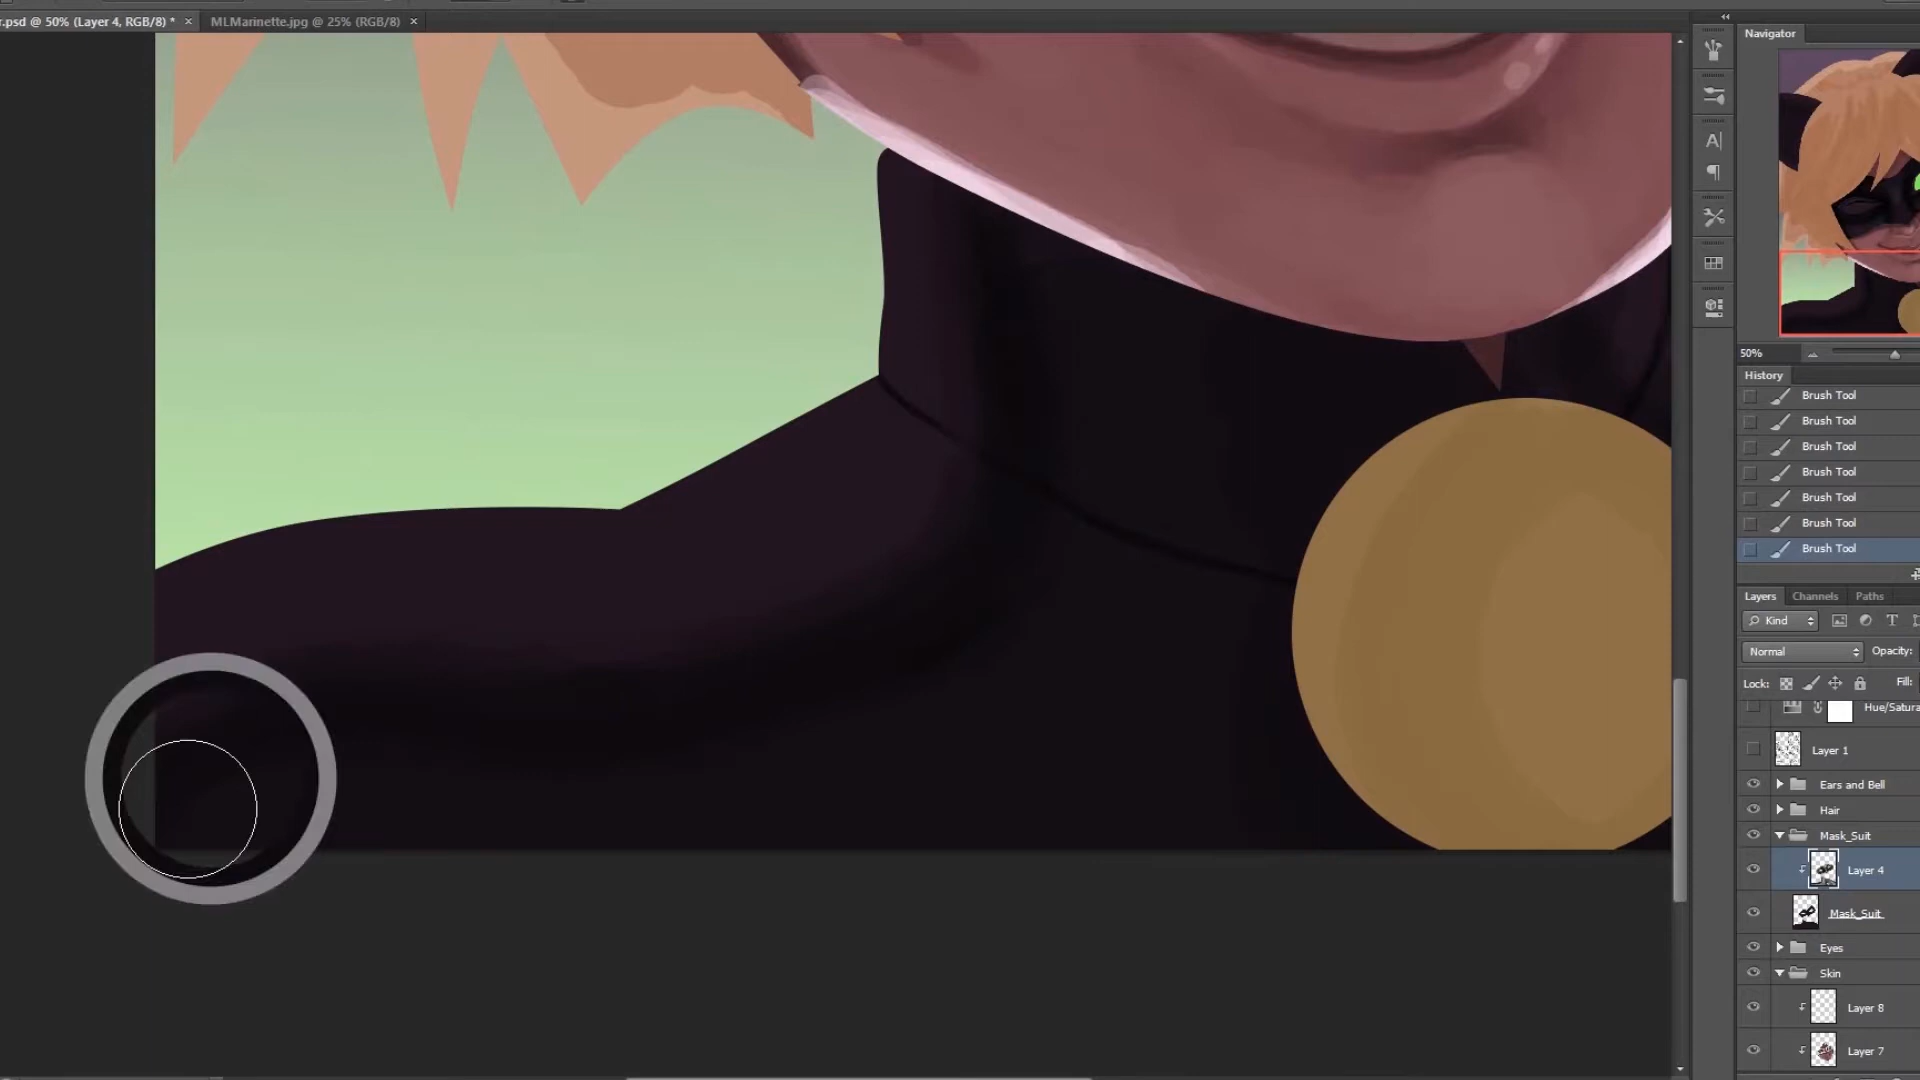 r.psd @ 50% (Layer 4, RGB/8) * ×
MLMarinette.jpg @ 25% (RGB/8) ×
Navigator
50%
History
Brush Tool
Brush Tool
Brush Tool
Brush Tool
Brush Tool
Brush Tool
Brush Tool
Layers Channels Paths
Kind
Normal Opacity:
Lock: Fill:
Hue/Satura
Layer 1
Ears and Bell
Hair
Mask_Suit
Layer 4
Mask_Suit
Eyes
Skin
Layer 8
Layer 7